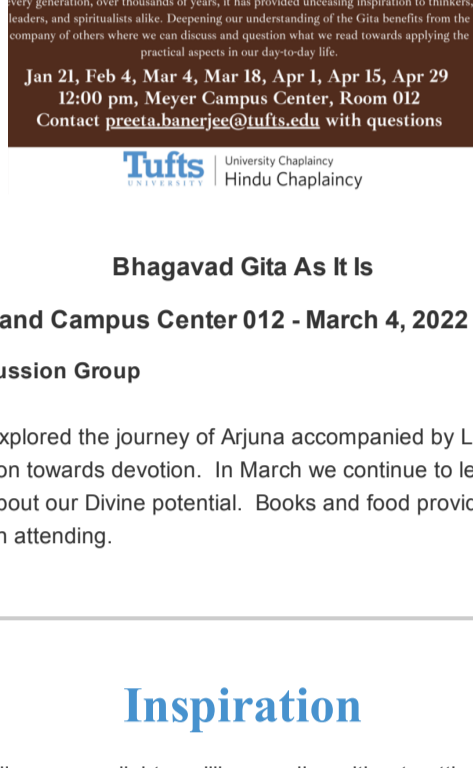 every generation, over thousands of years, it has provided unceasing inspiration to thinkers,
leaders, and spiritualists alike. Deepening our understanding of the Gita benefits from the
company of others where we can discuss and question what we read towards applying the
practical aspects in our day-to-day life.
Jan 21, Feb 4, Mar 4, Mar 18, Apr 1, Apr 15, Apr 29
12:00 pm, Meyer Campus Center, Room 012
Contact preeta.banerjee@tufts.edu with questions
Tufts
UNIVERSITY
University Chaplaincy
Hindu Chaplaincy
Bhagavad Gita As It Is
and Campus Center 012 - March 4, 2022
ussion Group
xplored the journey of Arjuna accompanied by L
on towards devotion.  In March we continue to le
bout our Divine potential.  Books and food provid
n attending.
Inspiration